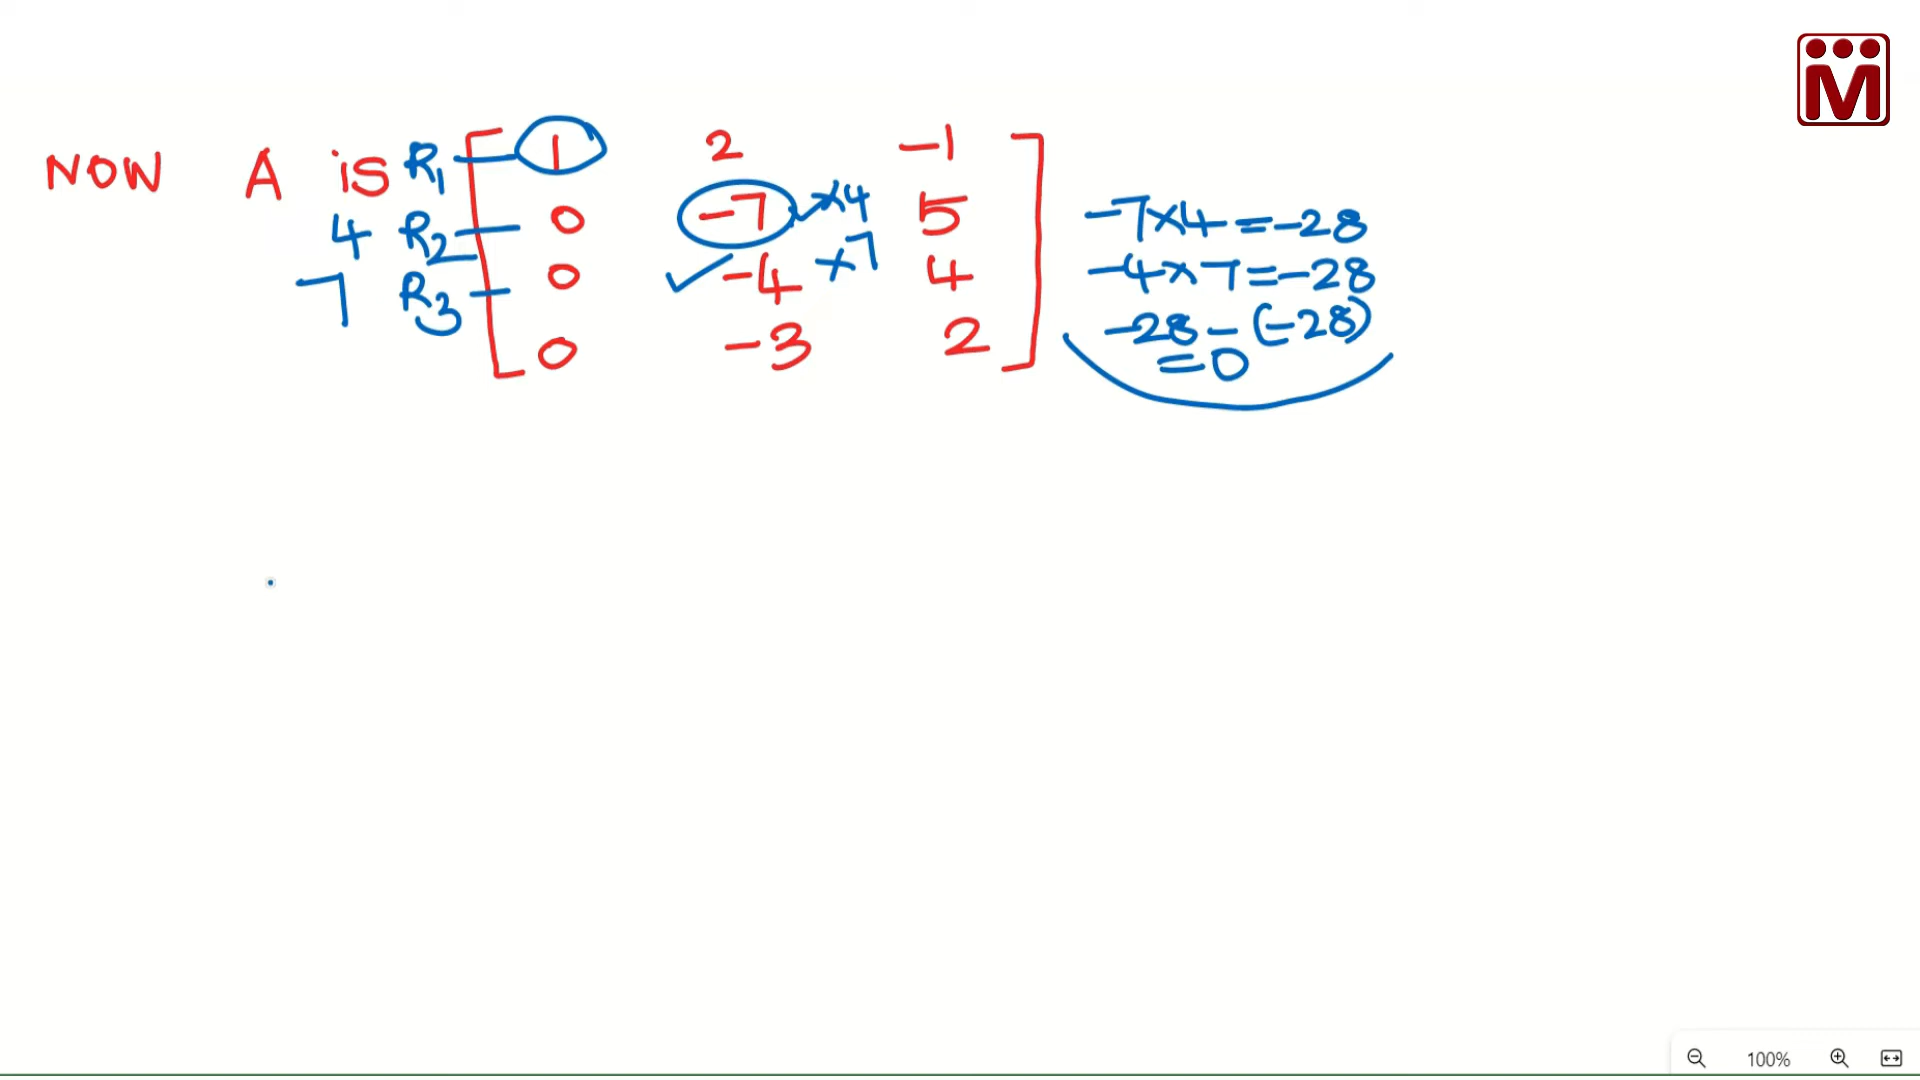 NOW A is R1 [ 1 2 -1 ]
4 R2 0 -7 ×4 5 -7×4=-28
7 R3 0 -4 ×7 4 -4×7=-28
0 -3 2 -28-(-28)
=0
M
100%